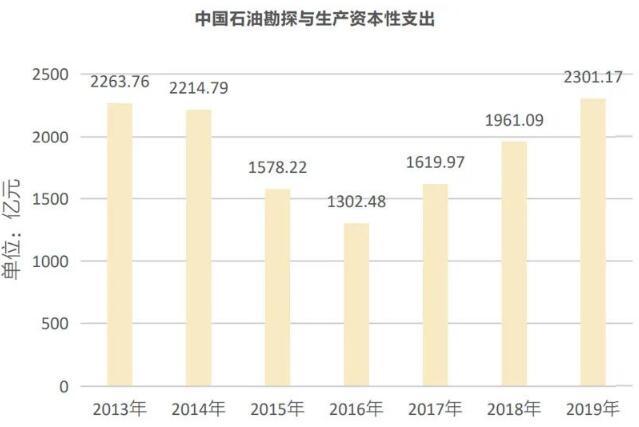 中国石油勘探与生产资本性支出
单位：亿元
2500
2000
1500
1000
500
0
2263.76
2214.79
1578.22
1302.48
1619.97
1961.09
2301.17
2013年
2014年
2015年
2016年
2017年
2018年
2019年